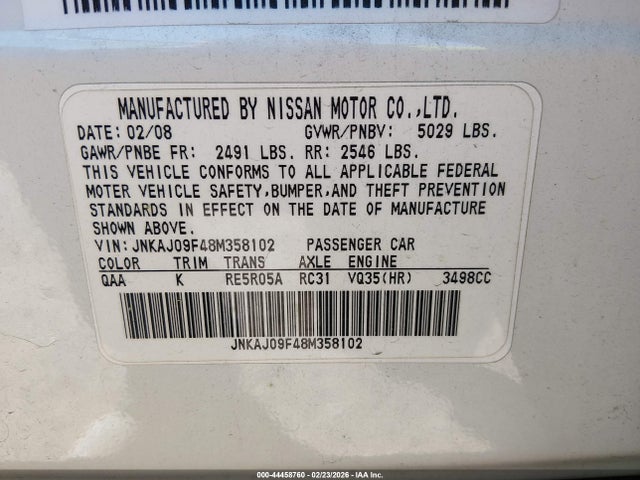 MANUFACTURED BY NISSAN MOTOR CO.,LTD.
DATE: 02/08 GVWR/PNBV: 5029 LBS.
GAWR/PNBE FR: 2491 LBS. RR: 2546 LBS.
THIS VEHICLE CONFORMS TO ALL APPLICABLE FEDERAL
MOTOR VEHICLE SAFETY,BUMPER,AND THEFT PREVENTION
STANDARDS IN EFFECT ON THE DATE OF MANUFACTURE
SHOWN ABOVE.
VIN: JNKAJ09F48M358102 PASSENGER CAR
COLOR TRIM TRANS AXLE ENGINE
QAA K RE5R05A RC31 VQ35(HR) 3498CC
JNKAJ09F48M358102
000-44458760 - 02/23/2026 - IAA Inc.